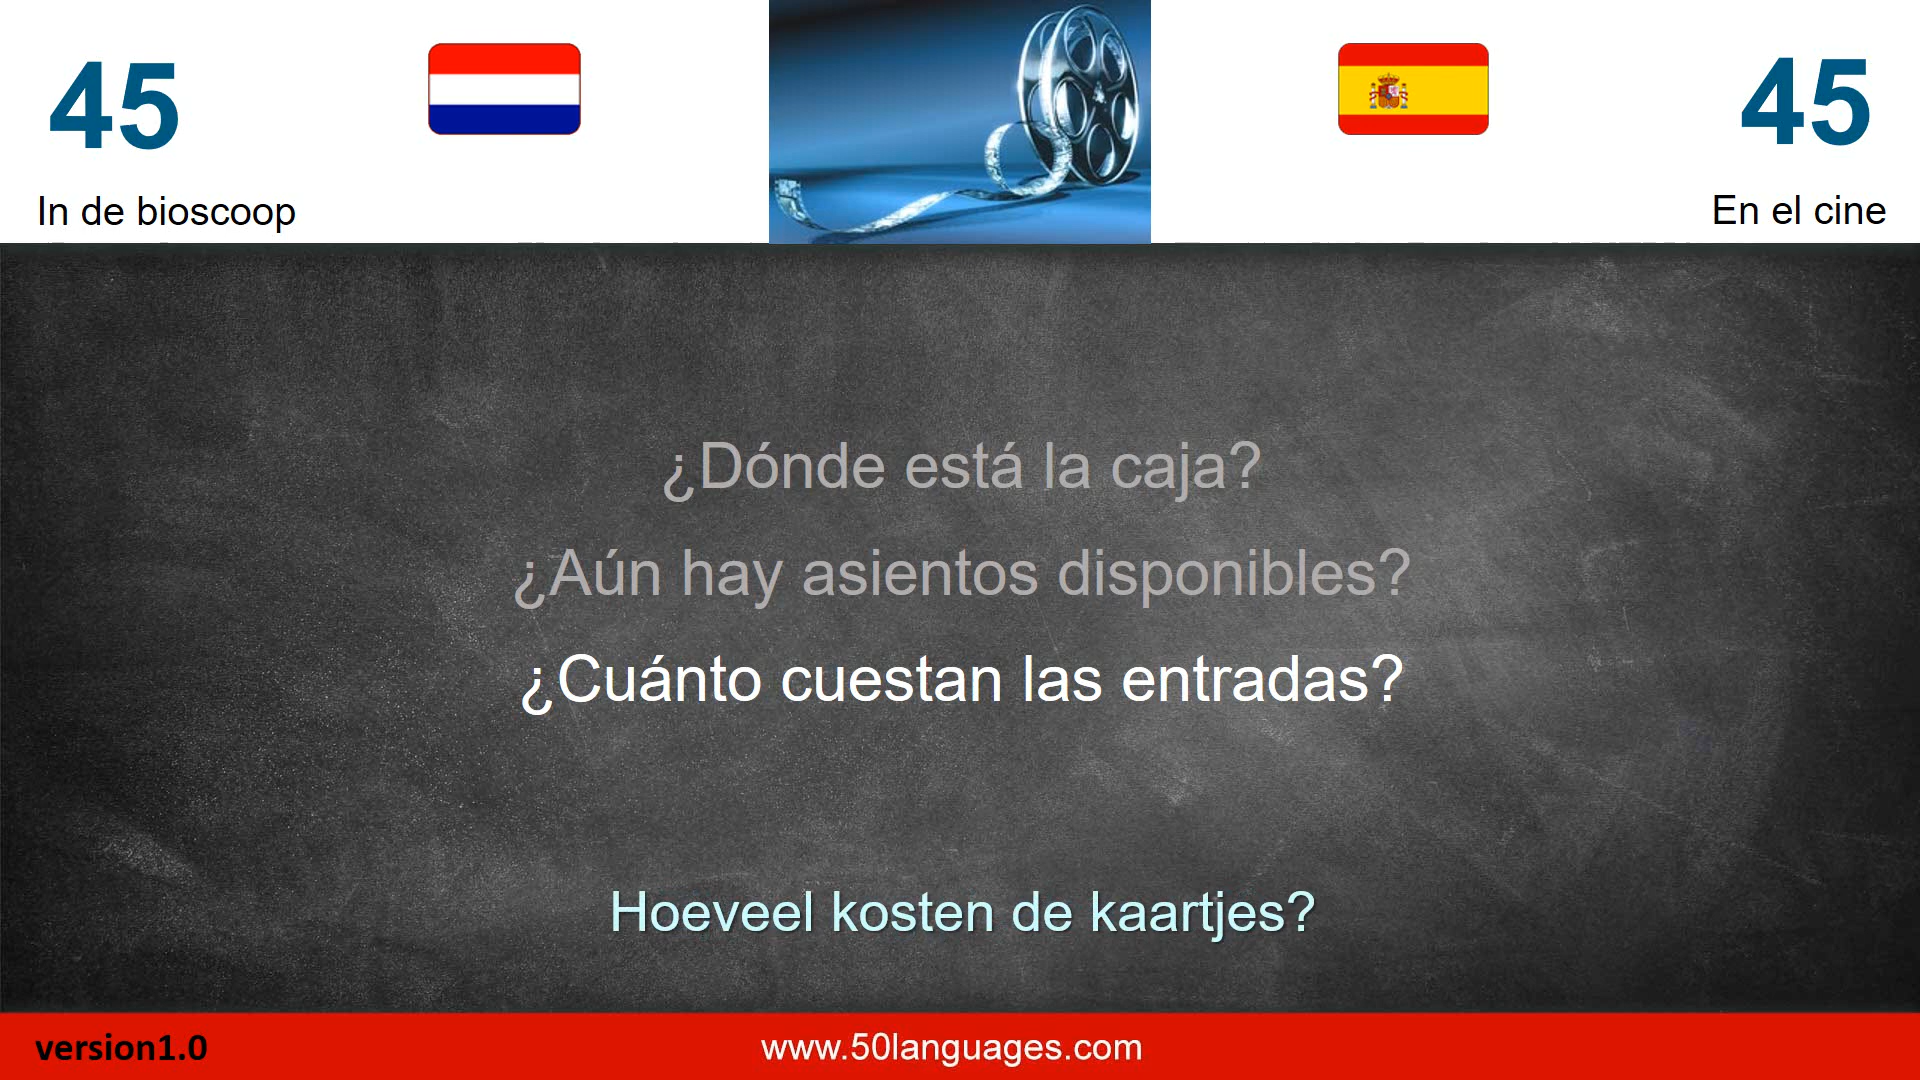 45
45
In de bioscoop
En el cine
¿Dónde está la caja?
¿Aún hay asientos disponibles?
¿Cuánto cuestan las entradas?
Hoeveel kosten de kaartjes?
version1.0
www.50languages.com